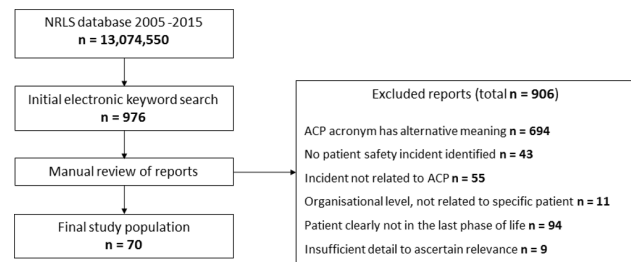 NRLS database 2005 -2015
n = 13,074,550
Initial electronic keyword search
n = 976
Manual review of reports
Final study population
n = 70
Excluded reports (total n = 906)
ACP acronym has alternative meaning n = 694
No patient safety incident identified n = 43
Incident not related to ACP n = 55
Organisational level, not related to specific patient n = 11
Patient clearly not in the last phase of life n = 94
Insufficient detail to ascertain relevance n = 9